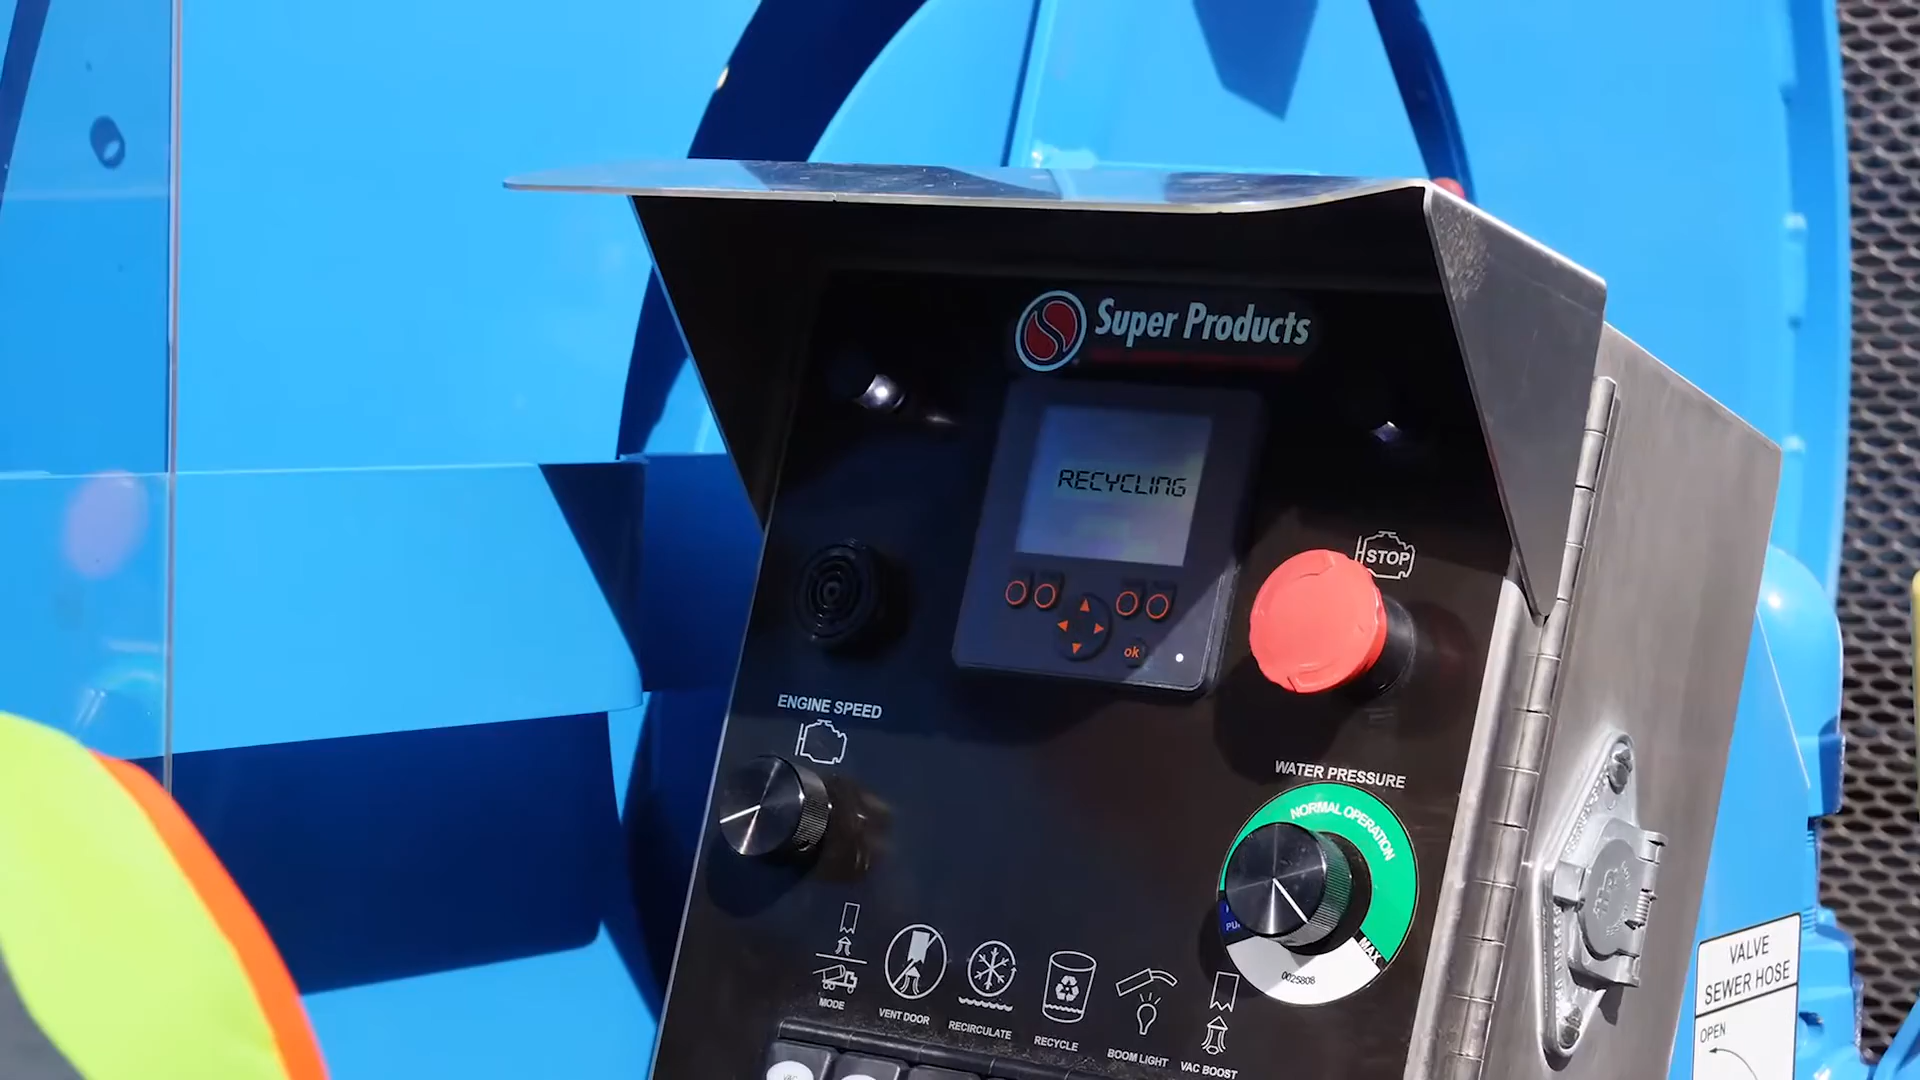 Super Products
RECYCLING
STOP
ok
ENGINE SPEED
WATER PRESSURE
NORMAL OPERATION
MAX
0025808
MODE
VENT DOOR
RECIRCULATE
RECYCLE
BOOM LIGHT
VAC BOOST
VALVE
SEWER HOSE
OPEN